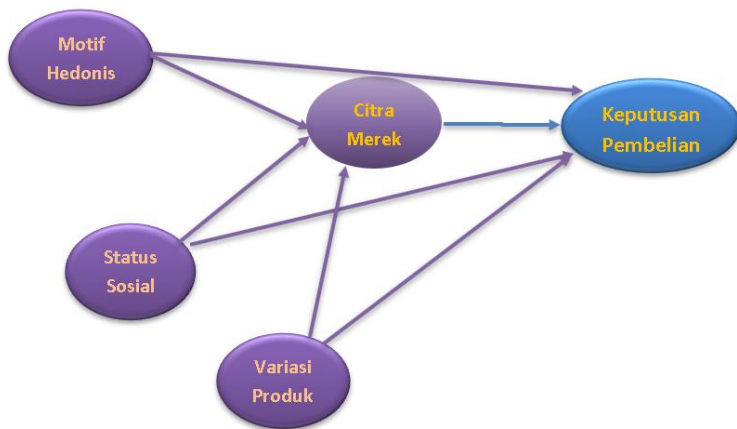 Motif
Hedonis
Citra
Merek
Keputusan
Pembelian
Status
Sosial
Variasi
Produk